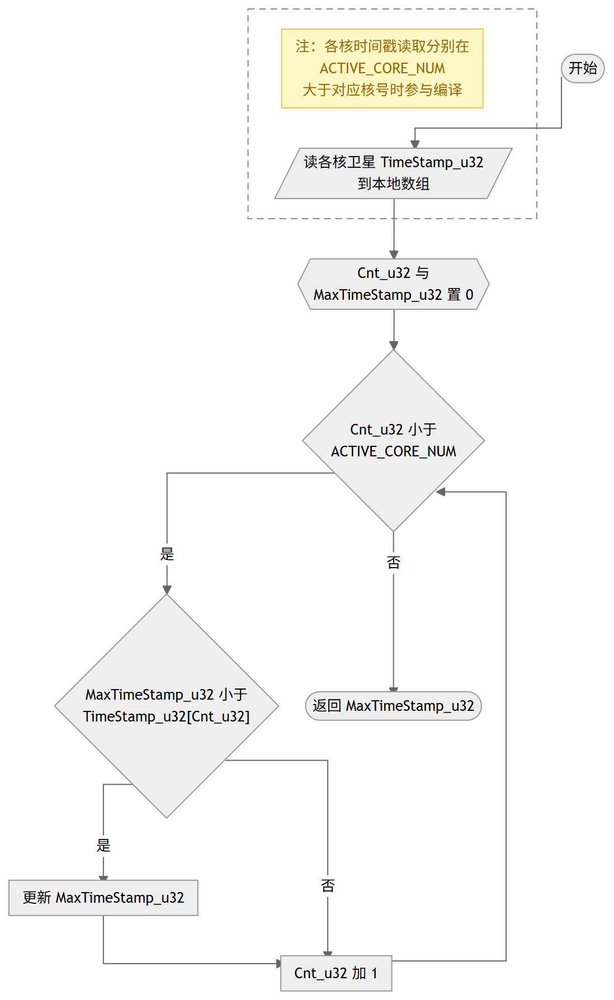 注：各核时间戳读取分别在
ACTIVE_CORE_NUM
大于对应核号时参与编译
开始
读各核卫星 TimeStamp_u32
到本地数组
Cnt_u32 与
MaxTimeStamp_u32 置 0
Cnt_u32 小于
ACTIVE_CORE_NUM
是
否
MaxTimeStamp_u32 小于
TimeStamp_u32[Cnt_u32]
返回 MaxTimeStamp_u32
是
否
更新 MaxTimeStamp_u32
Cnt_u32 加 1